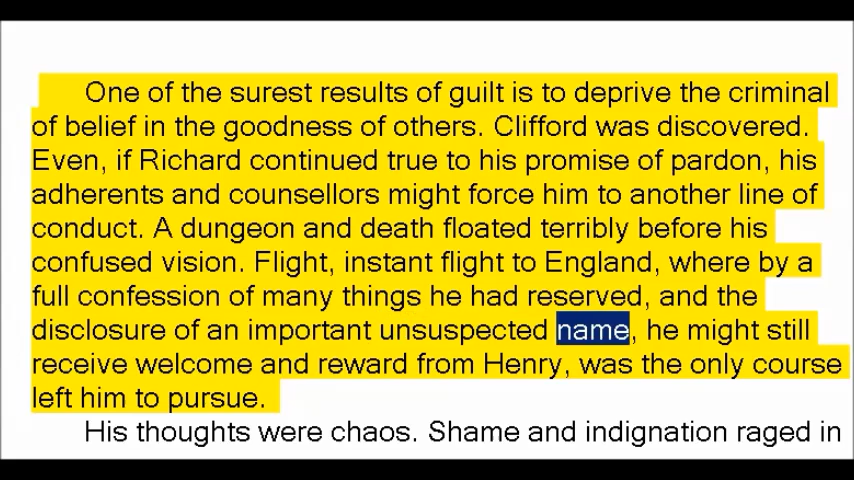 One of the surest results of guilt is to deprive the criminal
of belief in the goodness of others. Clifford was discovered.
Even, if Richard continued true to his promise of pardon, his
adherents and counsellors might force him to another line of
conduct. A dungeon and death floated terribly before his
confused vision. Flight, instant flight to England, where by a
full confession of many things he had reserved, and the
disclosure of an important unsuspected name, he might still
receive welcome and reward from Henry, was the only course
left him to pursue.
His thoughts were chaos. Shame and indignation raged in